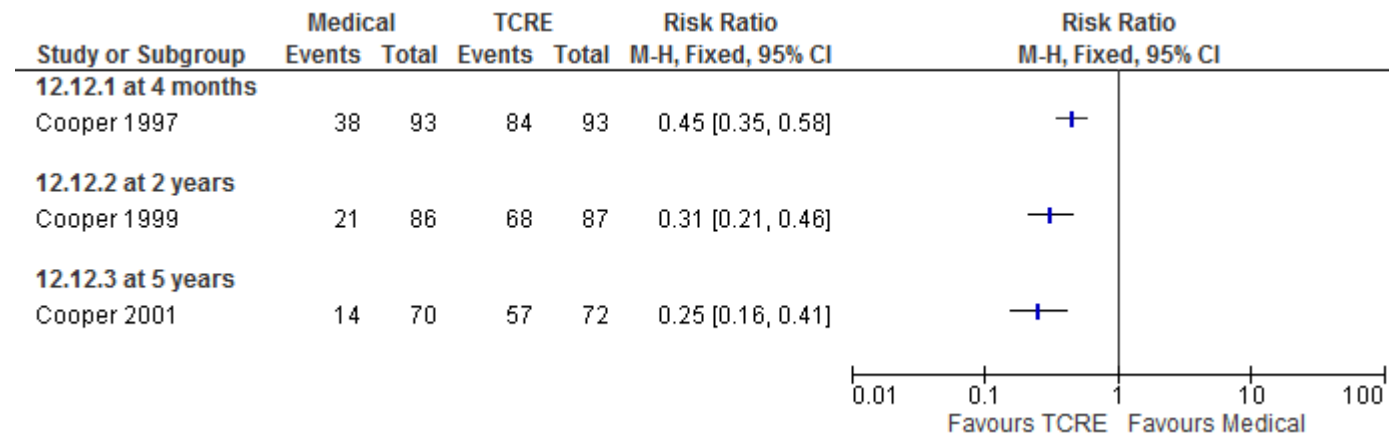 Medical TCRE Risk Ratio Risk Ratio
Study or Subgroup Events Total Events Total M-H, Fixed, 95% CI M-H, Fixed, 95% CI
12.12.1 at 4 months
Cooper 1997 38 93 84 93 0.45 [0.35, 0.58]
12.12.2 at 2 years
Cooper 1999 21 86 68 87 0.31 [0.21, 0.46]
12.12.3 at 5 years
Cooper 2001 14 70 57 72 0.25 [0.16, 0.41]
0.01 0.1 1 10 100
Favours TCRE Favours Medical